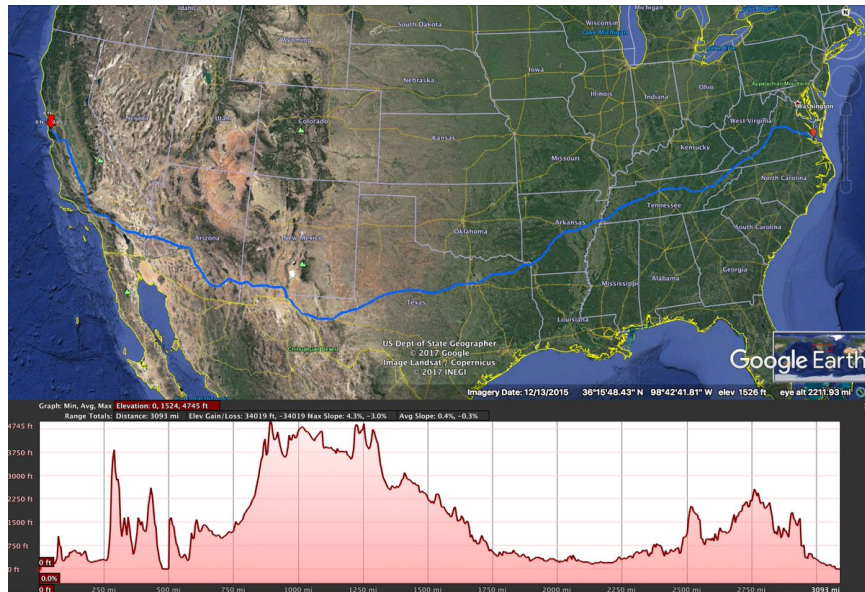 Idaho
South Dakota
Wisconsin
Michigan
Lake Michigan
Wyoming
Iowa
Nebraska
Appalachian Mountains
Ohio
Illinois
Indiana
Washington
Nevada
Utah
Colorado
West Virginia
Kansas
Missouri
Kentucky
North Carolina
Tennessee
Arizona
New Mexico
Oklahoma
Arkansas
South Carolina
Mississippi
Alabama
Georgia
Texas
Louisiana
US Dept of State Geographer
© 2017 Google
Image Landsat / Copernicus
© 2017 INEGI
Google Earth
Imagery Date: 12/13/2015 36°15'48.43" N 98°42'41.81" W elev 1526 ft eye alt 2211.93 mi
Graph: Min, Avg, Max Elevation: 0, 1524, 4745 ft
Range Totals: Distance: 3093 mi Elev Gain/Loss: 34019 ft, -34019 ft Max Slope: 4.3%, -3.0% Avg Slope: 0.4%, -0.3%
4745 ft
3750 ft
3000 ft
2250 ft
1500 ft
750 ft
0 ft
0 ft
0.0%
0 ft 250 mi 500 mi 750 mi 1000 mi 1250 mi 1500 mi 1750 mi 2000 mi 2250 mi 2500 mi 2750 mi 3093 mi